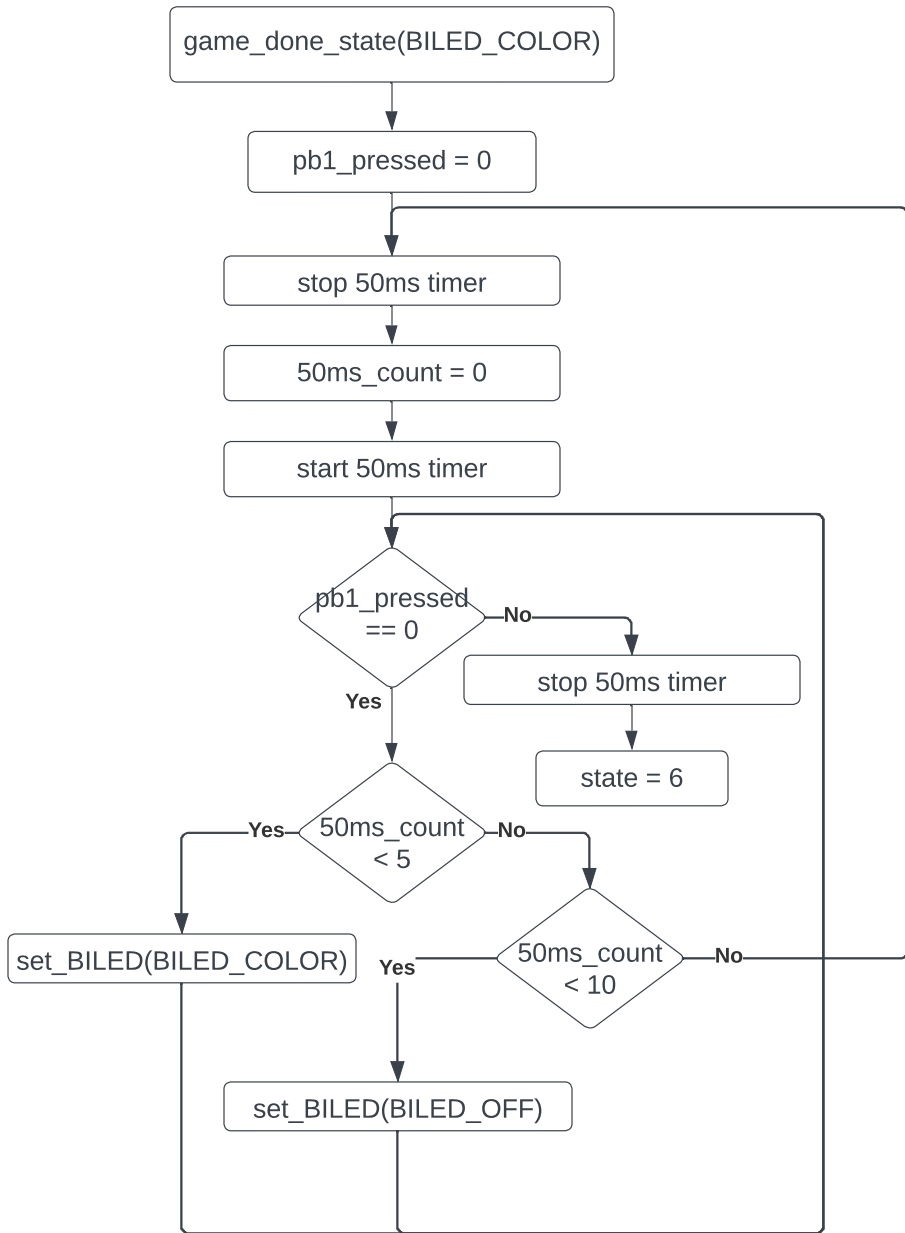 game_done_state(BILED_COLOR)
pb1_pressed = 0
stop 50ms timer
50ms_count = 0
start 50ms timer
pb1_pressed
== 0
No
stop 50ms timer
Yes
state = 6
50ms_count
< 5
Yes
No
set_BILED(BILED_COLOR)
50ms_count
< 10
Yes
No
set_BILED(BILED_OFF)